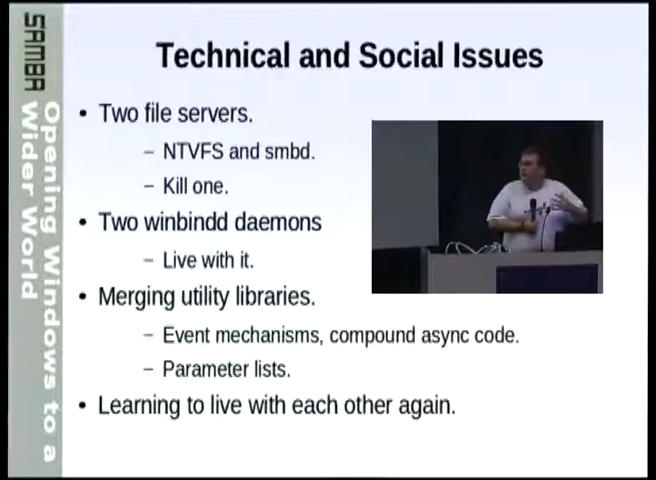 SAMBA
Opening Windows to a
Wider World
Technical and Social Issues
• Two file servers.
– NTVFS and smbd.
– Kill one.
• Two winbindd daemons
– Live with it.
• Merging utility libraries.
– Event mechanisms, compound async code.
– Parameter lists.
• Learning to live with each other again.